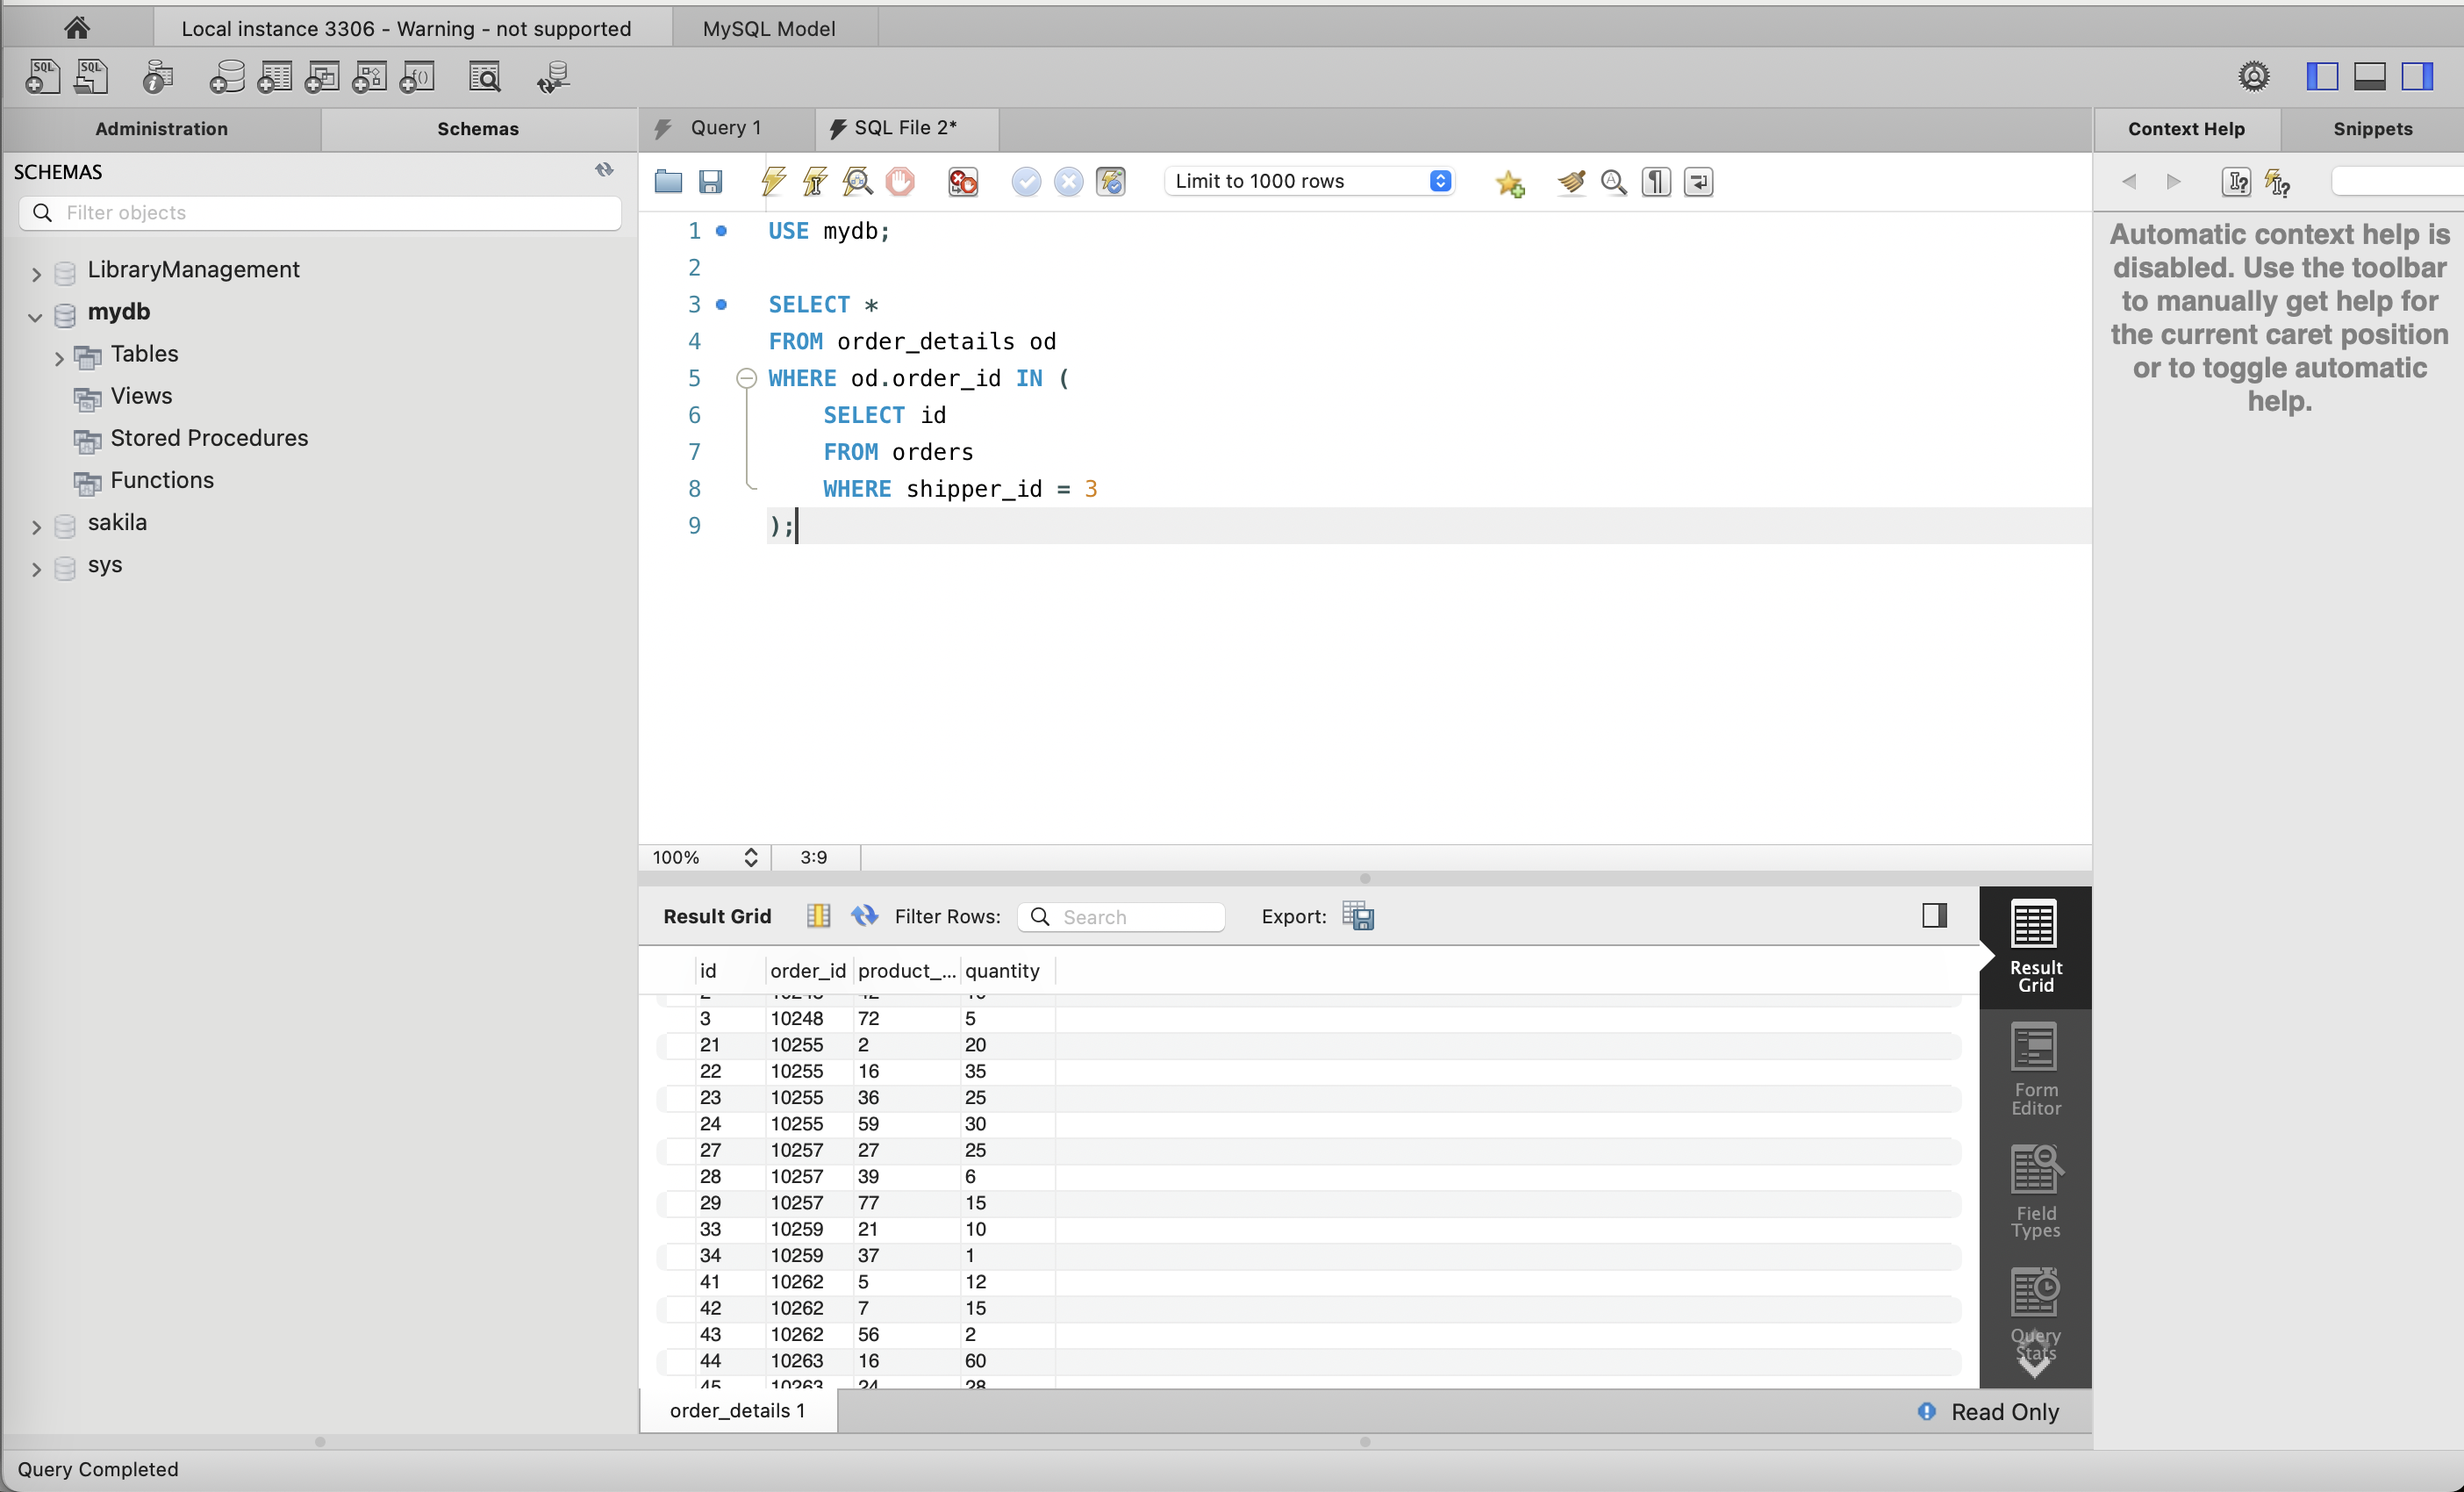 Local instance 3306 - Warning - not supported
MySQL Model
Administration
Schemas
Query 1
SQL File 2*
Context Help
Snippets
SCHEMAS
Filter objects
LibraryManagement
mydb
Tables
Views
Stored Procedures
Functions
sakila
sys
Limit to 1000 rows
1 USE mydb;
2
3 SELECT *
4 FROM order_details od
5 WHERE od.order_id IN (
6 SELECT id
7 FROM orders
8 WHERE shipper_id = 3
9 );
Automatic context help is
disabled. Use the toolbar
to manually get help for
the current caret position
or to toggle automatic
help.
100%
3:9
Result Grid
Filter Rows:
Search
Export:
id order_id product_... quantity
3 10248 72 5
21 10255 2 20
22 10255 16 35
23 10255 36 25
24 10255 59 30
27 10257 27 25
28 10257 39 6
29 10257 77 15
33 10259 21 10
34 10259 37 1
41 10262 5 12
42 10262 7 15
43 10262 56 2
44 10263 16 60
45 10263 24 28
Result
Grid
Form
Editor
Field
Types
Query
Stats
order_details 1
Read Only
Query Completed